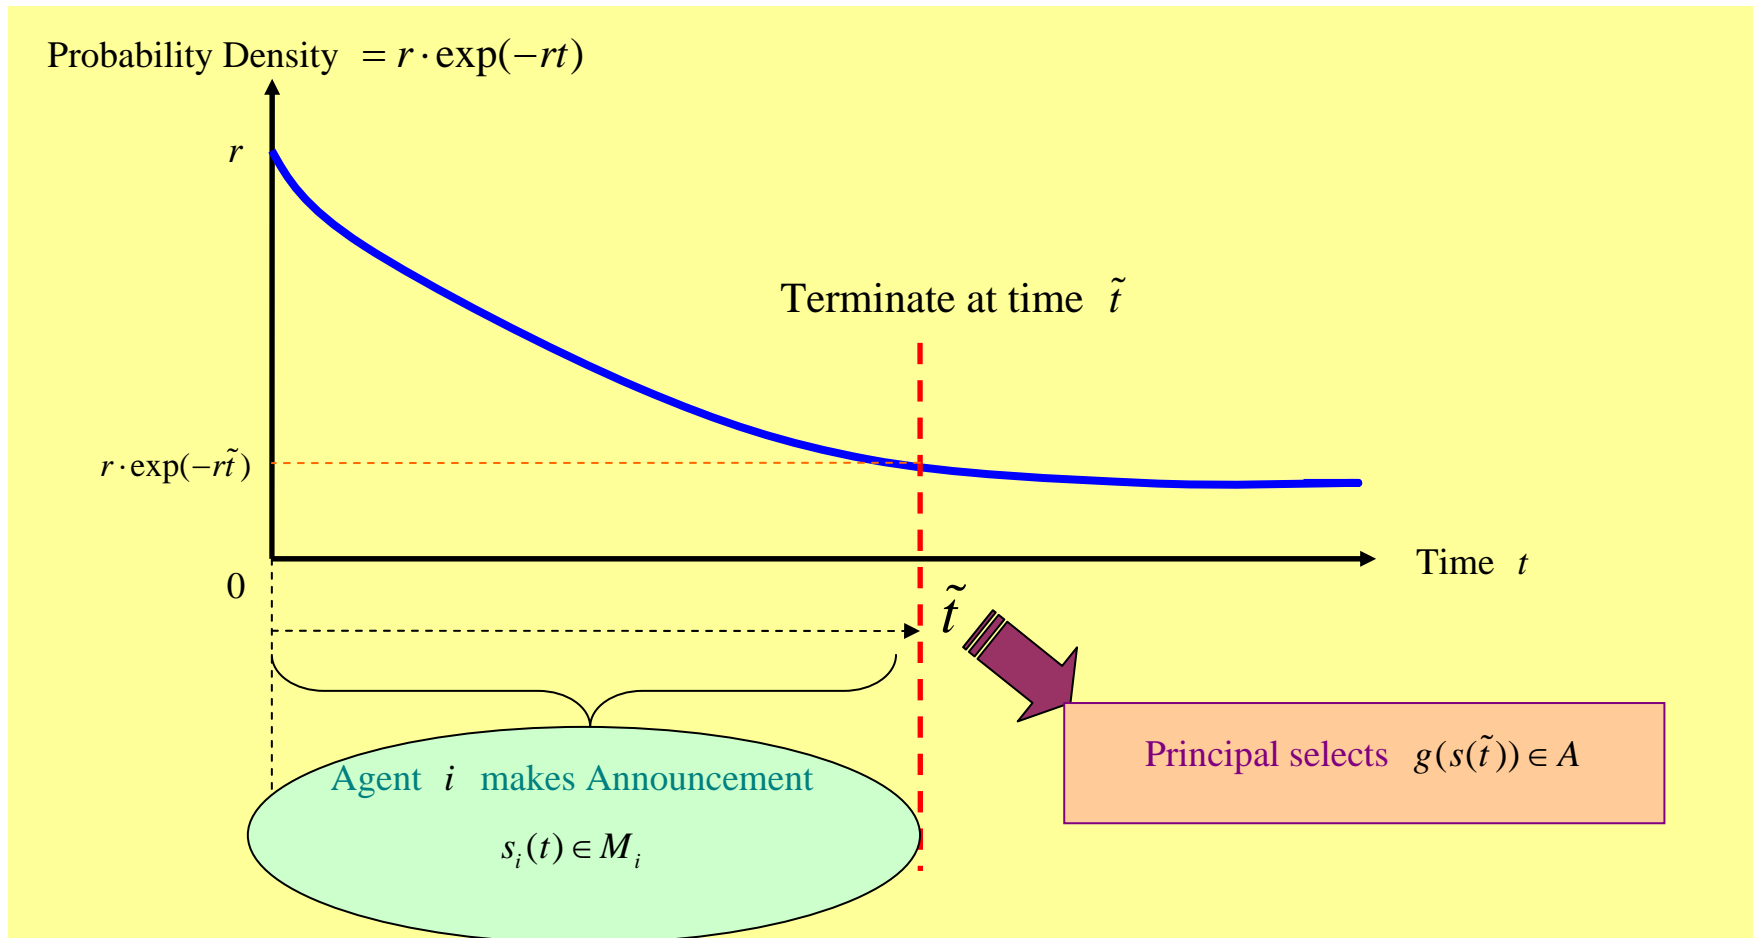 Probability Density = r · exp(−rt)
r
Terminate at time t̃
r · exp(−rt̃)
Time t
0
t̃
Principal selects g(s(t̃)) ∈ A
Agent i makes Announcement
s_i(t) ∈ M_i